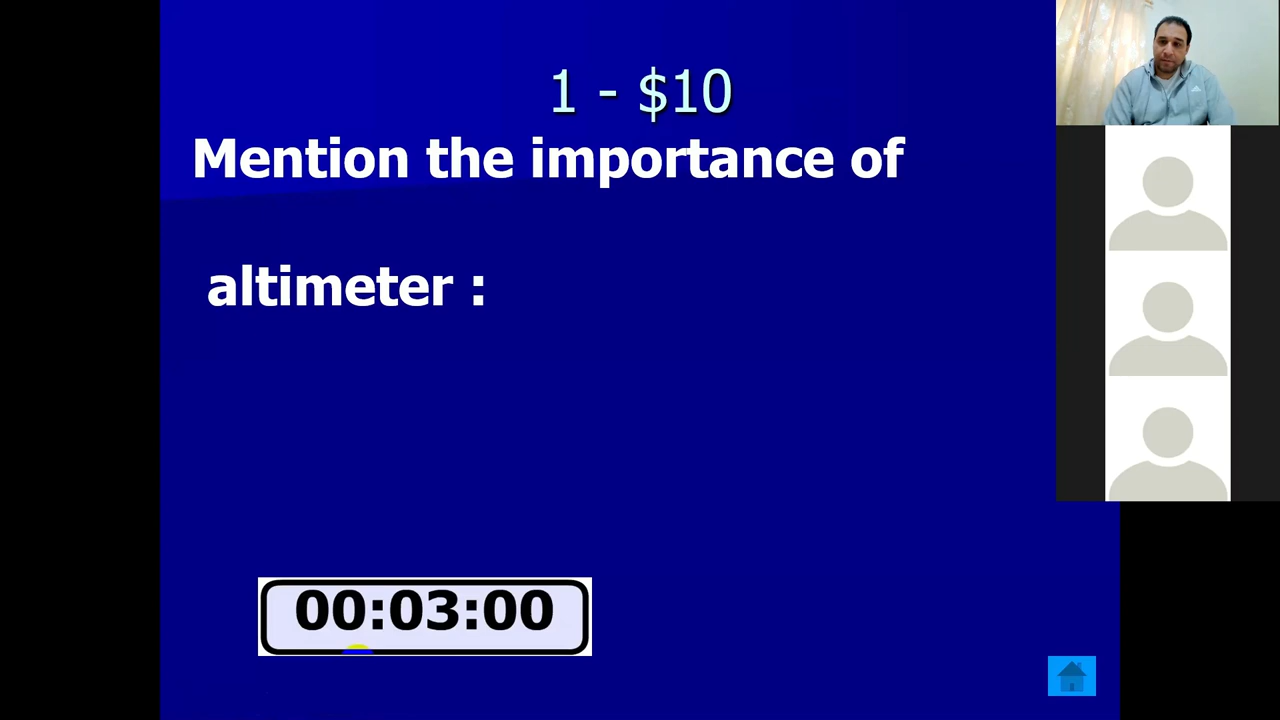 1 - $10
Mention the importance of
altimeter :
00:03:00